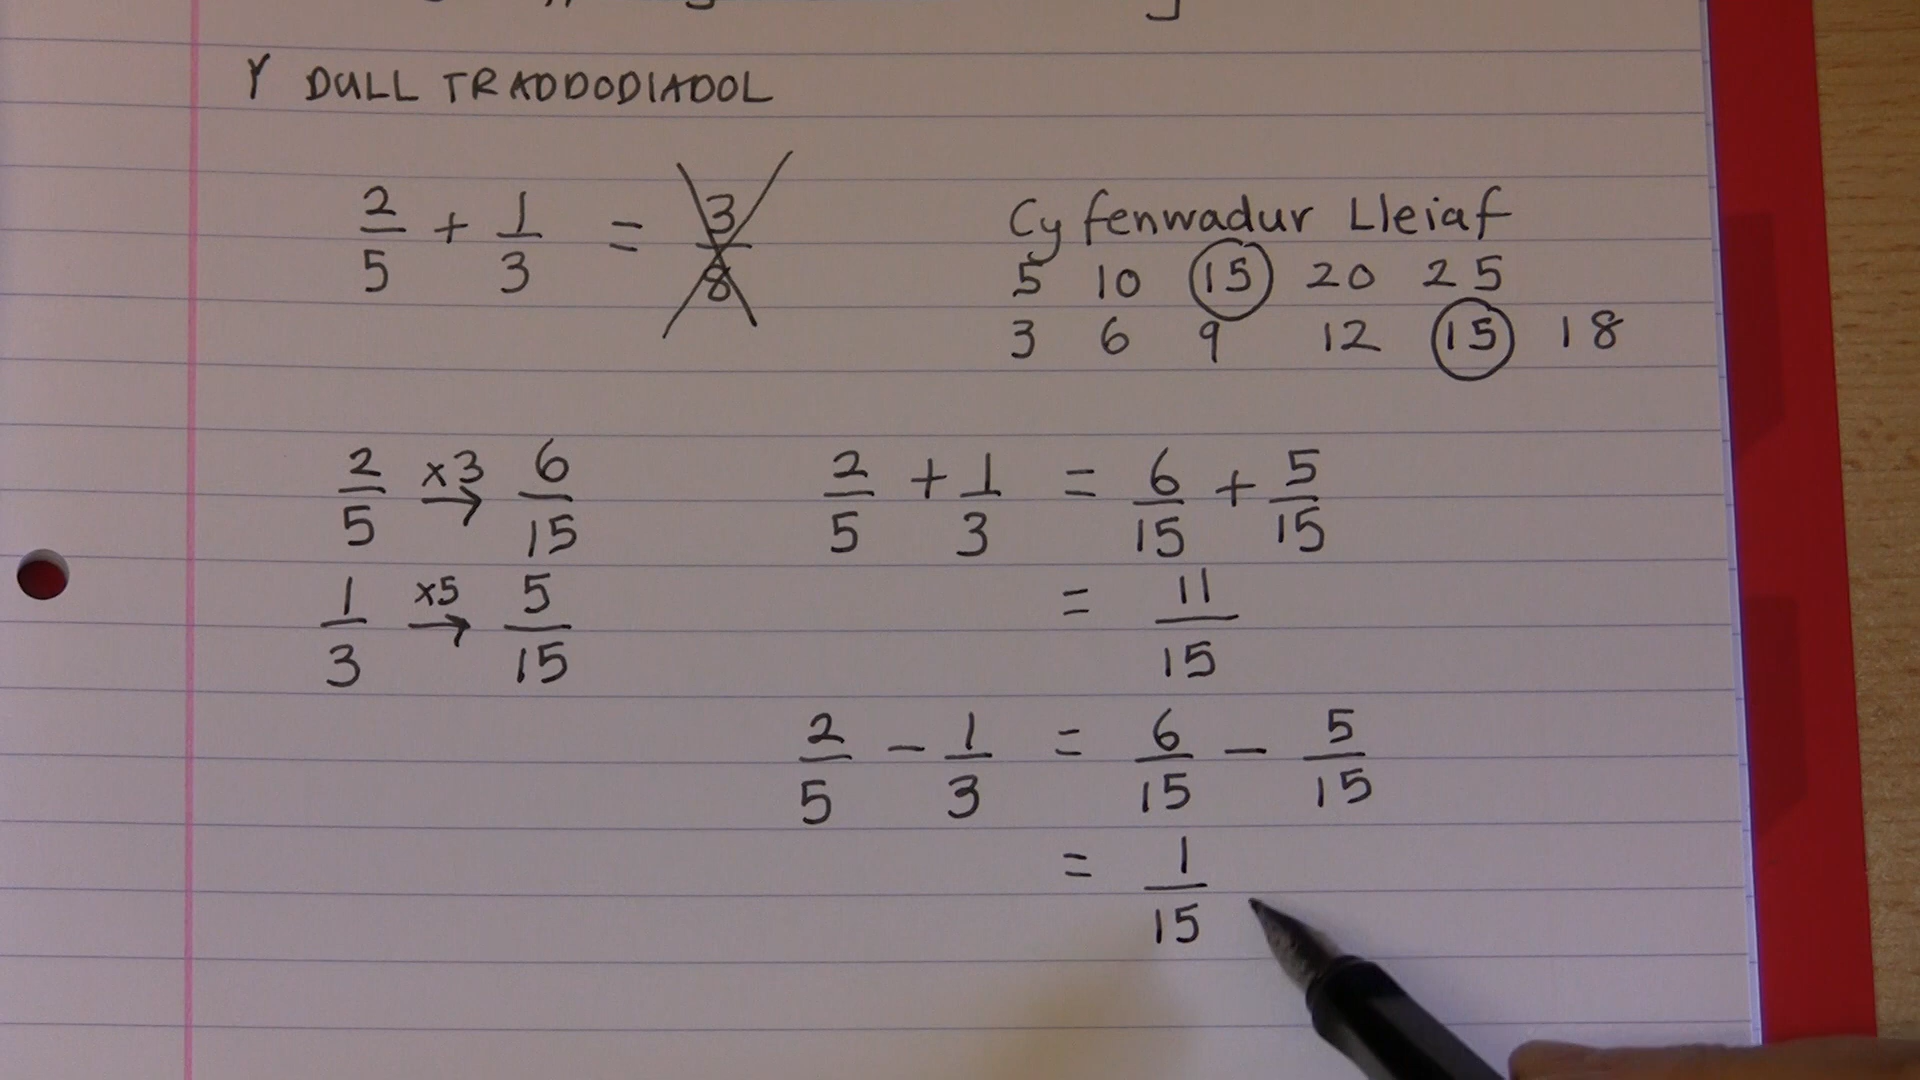 Y DULL TRADDODIADOL
2/5 + 1/3 = 3/8
Cyfenwadur Lleiaf
5 10 15 20 25
3 6 9 12 15 18
2/5 ×3→ 6/15
1/3 ×5→ 5/15
2/5 + 1/3 = 6/15 + 5/15
= 11/15
2/5 − 1/3 = 6/15 − 5/15
= 1/15